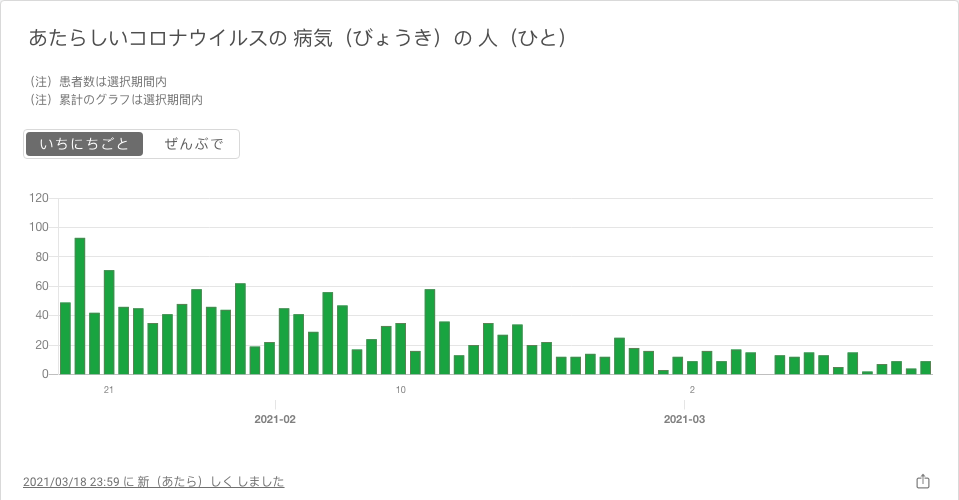 あたらしいコロナウイルスの 病気（びょうき）の 人（ひと）
（注）患者数は選択期間内
（注）累計のグラフは選択期間内
いちにちごと ぜんぶで
120
100
80
60
40
20
0
21 10 2
2021-02 2021-03
2021/03/18 23:59 に 新（あたら）しく しました